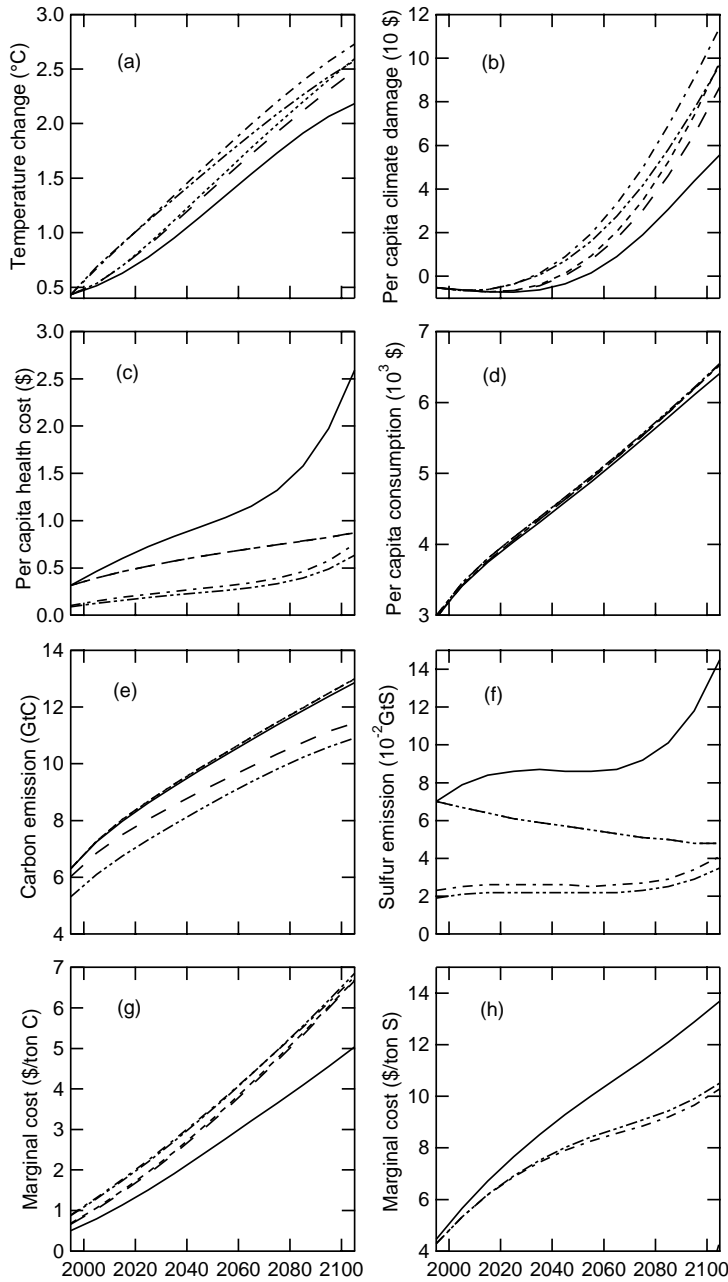 3.0
2.5
2.0
1.5
1.0
0.5
Temperature change (°C)
(a)
12
10
8
6
4
2
0
Per capita climate damage (10 $)
(b)
3.0
2.5
2.0
1.5
1.0
0.5
0.0
Per capita health cost ($)
(c)
7
6
5
4
3
Per capita consumption (10³ $)
(d)
14
12
10
8
6
4
Carbon emission (GtC)
(e)
14
12
10
8
6
4
2
0
Sulfur emission (10⁻²GtS)
(f)
7
6
5
4
3
2
1
0
Marginal cost ($/ton C)
(g)
2000 2020 2040 2060 2080 2100
14
12
10
8
6
4
Marginal cost ($/ton S)
(h)
2000 2020 2040 2060 2080 2100